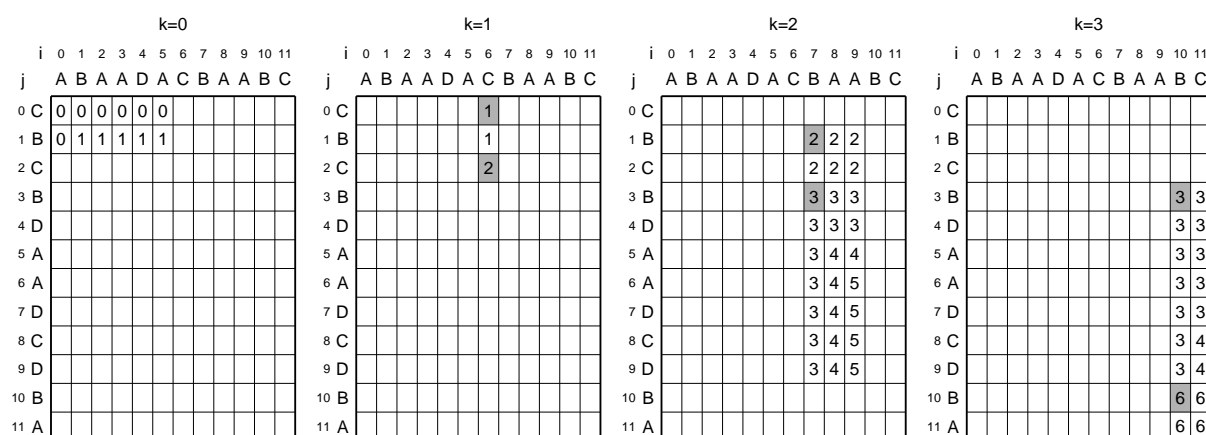 k=0 k=1 k=2 k=3
i 0 1 2 3 4 5 6 7 8 9 10 11 i 0 1 2 3 4 5 6 7 8 9 10 11 i 0 1 2 3 4 5 6 7 8 9 10 11 i 0 1 2 3 4 5 6 7 8 9 10 11
j A B A A D A C B A A B C j A B A A D A C B A A B C j A B A A D A C B A A B C j A B A A D A C B A A B C
0 C 0 0 0 0 0 0 0 C 1 0 C 0 C
1 B 0 1 1 1 1 1 1 B 1 1 B 2 2 2 1 B
2 C 2 C 2 2 C 2 2 2 2 C
3 B 3 B 3 B 3 3 3 3 B 3 3
4 D 4 D 4 D 3 3 3 4 D 3 3
5 A 5 A 5 A 3 4 4 5 A 3 3
6 A 6 A 6 A 3 4 5 6 A 3 3
7 D 7 D 7 D 3 4 5 7 D 3 3
8 C 8 C 8 C 3 4 5 8 C 3 4
9 D 9 D 9 D 3 4 5 9 D 3 4
10 B 10 B 10 B 10 B 6 6
11 A 11 A 11 A 11 A 6 6